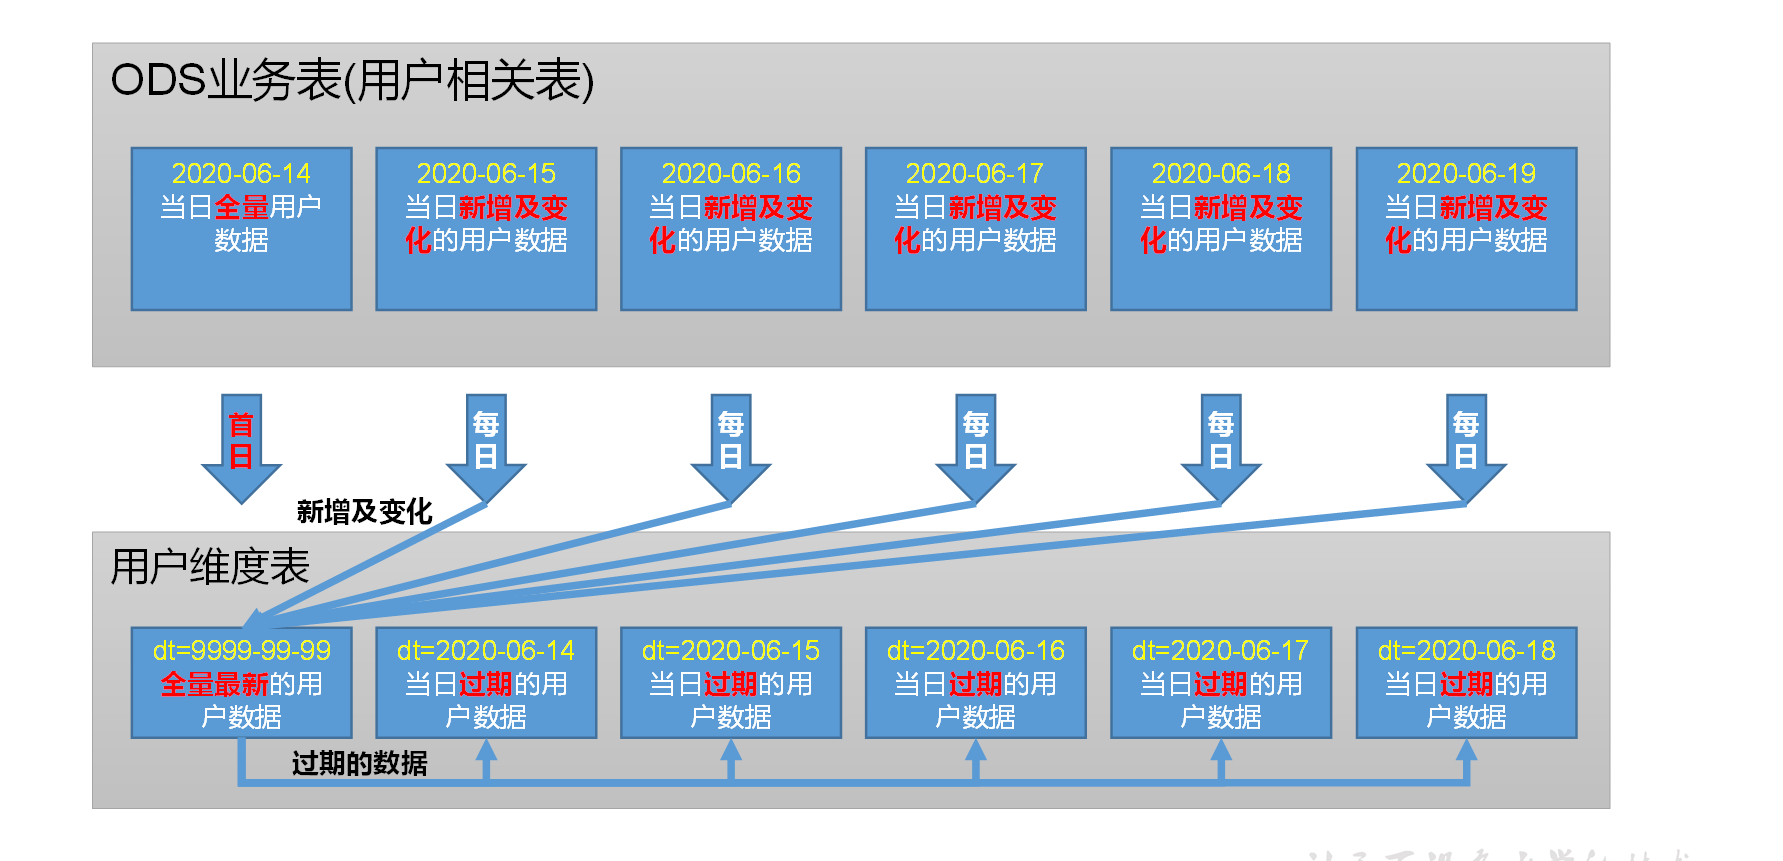 ODS业务表(用户相关表)
2020-06-14
当日全量用户
数据
2020-06-15
当日新增及变
化的用户数据
2020-06-16
当日新增及变
化的用户数据
2020-06-17
当日新增及变
化的用户数据
2020-06-18
当日新增及变
化的用户数据
2020-06-19
当日新增及变
化的用户数据
首
日
每
日
每
日
每
日
每
日
每
日
新增及变化
用户维度表
dt=9999-99-99
全量最新的用
户数据
dt=2020-06-14
当日过期的用
户数据
dt=2020-06-15
当日过期的用
户数据
dt=2020-06-16
当日过期的用
户数据
dt=2020-06-17
当日过期的用
户数据
dt=2020-06-18
当日过期的用
户数据
过期的数据